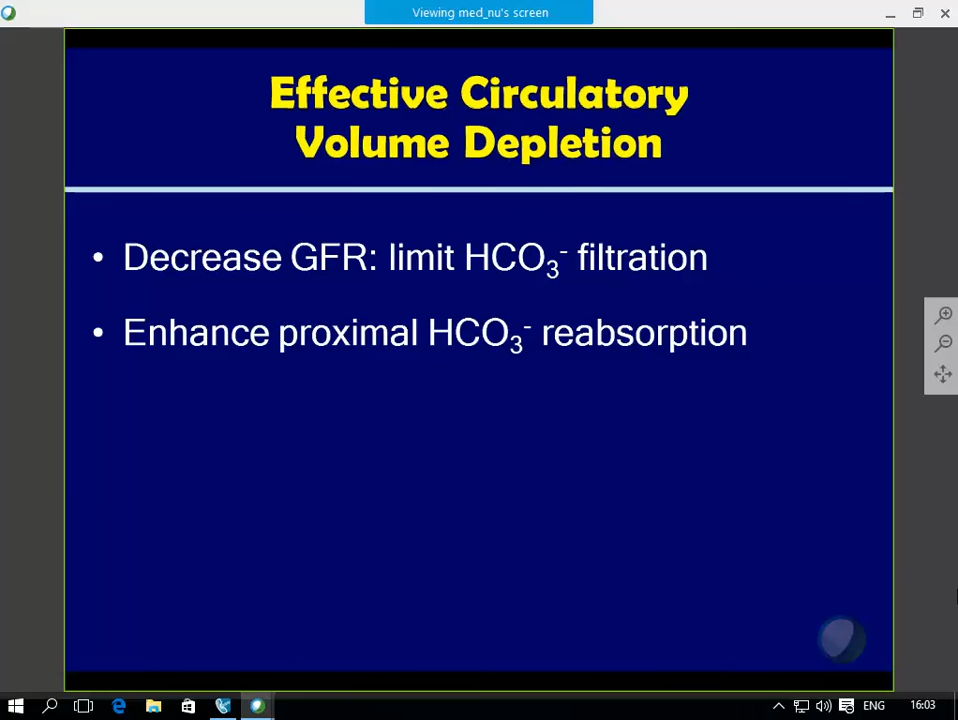 Viewing med_nu's screen
Effective Circulatory
Volume Depletion
• Decrease GFR: limit HCO₃⁻ filtration
• Enhance proximal HCO₃⁻ reabsorption
ENG
16:03